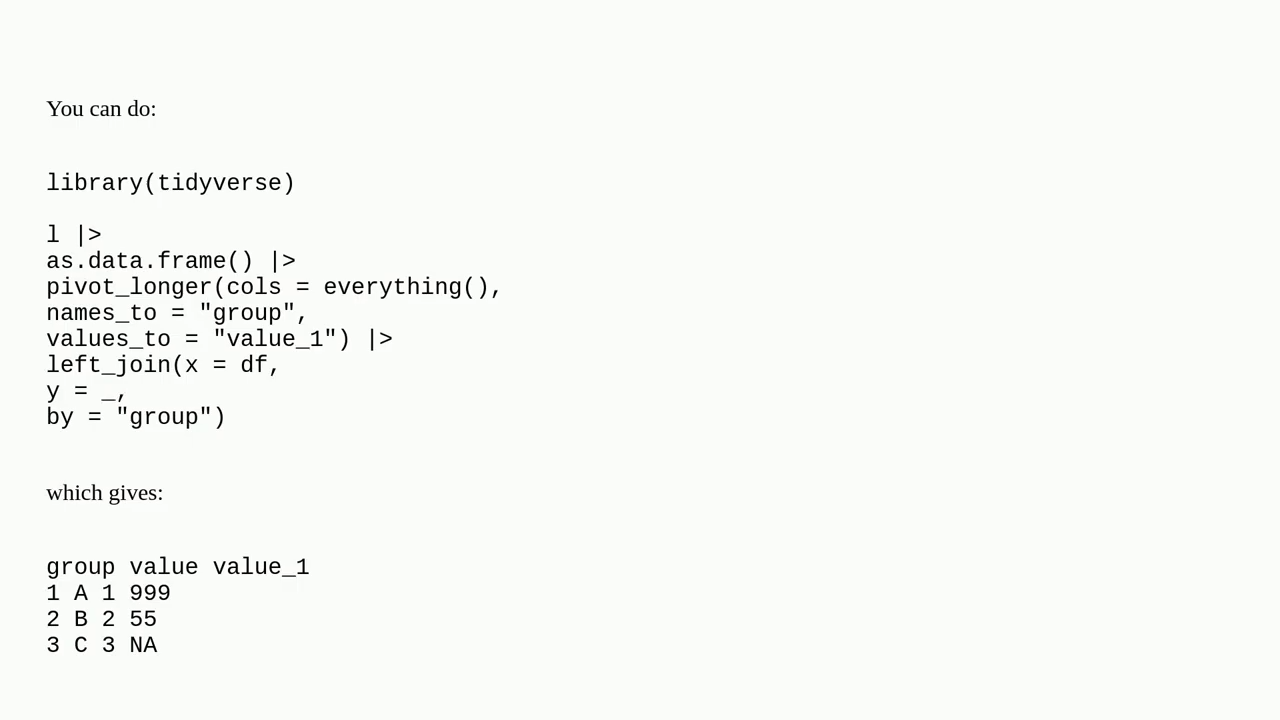 You can do:
library(tidyverse)
l |>
as.data.frame() |>
pivot_longer(cols = everything(),
names_to = "group",
values_to = "value_1") |>
left_join(x = df,
y = _,
by = "group")
which gives:
group value value_1
1 A 1 999
2 B 2 55
3 C 3 NA